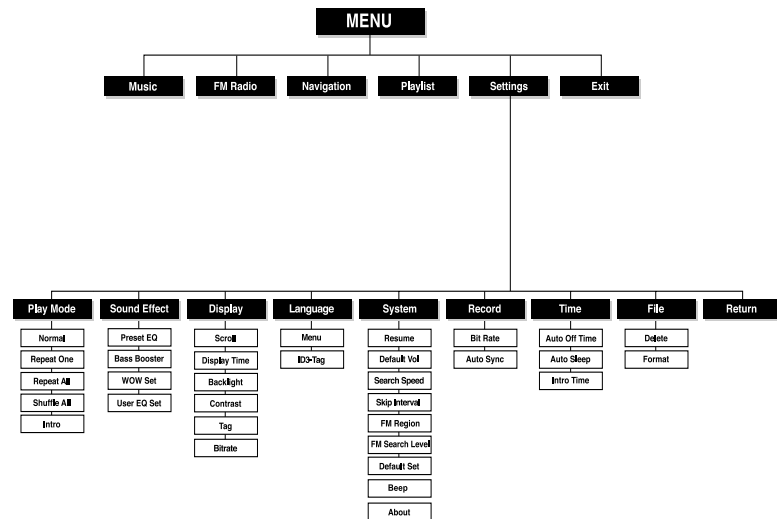 MENU
Music
FM Radio
Navigation
Playlist
Settings
Exit
Play Mode
Normal
Repeat One
Repeat All
Shuffle All
Intro
Sound Effect
Preset EQ
Bass Booster
WOW Set
User EQ Set
Display
Scroll
Display Time
Backlight
Contrast
Tag
Bitrate
Language
Menu
ID3-Tag
System
Resume
Default Vol
Search Speed
Skip Interval
FM Region
FM Search Level
Default Set
Beep
About
Record
Bit Rate
Auto Sync
Time
Auto Off Time
Auto Sleep
Intro Time
File
Delete
Format
Return